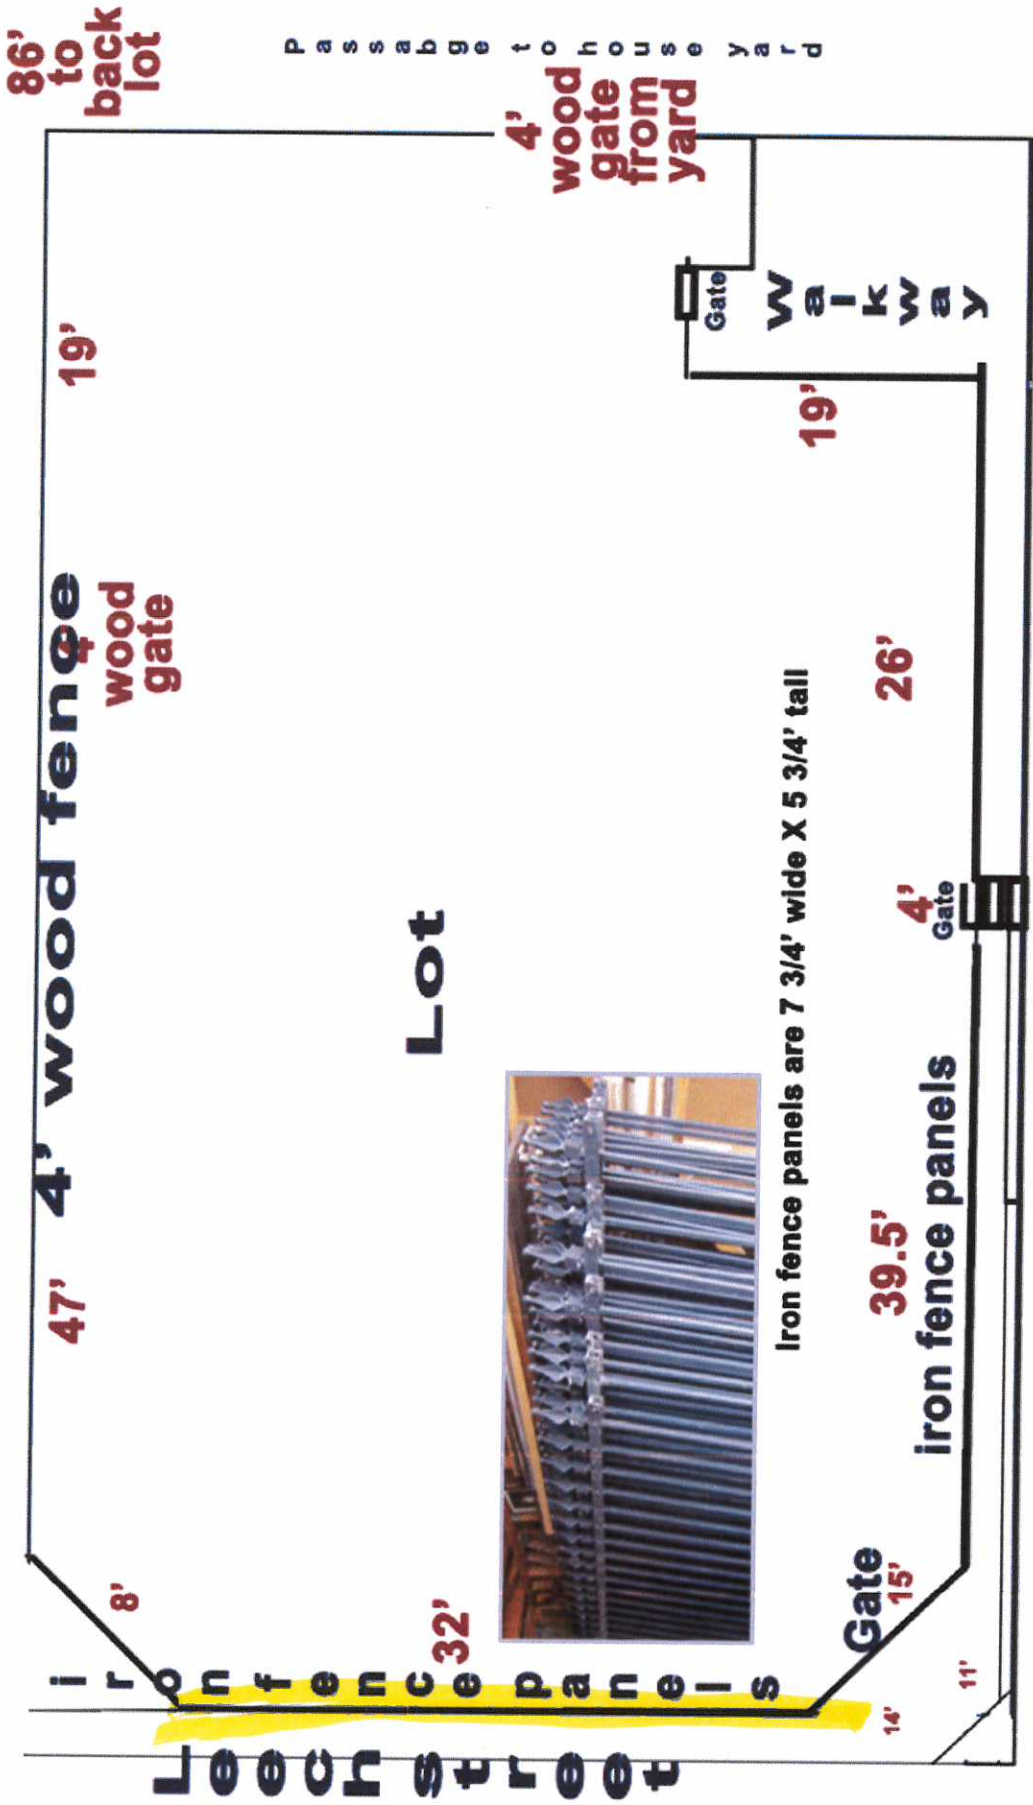 86'
to
back
lot
Passabge to house yard
4'
wood
gate
from
yard
19'
Gate
Walkway
19'
4' wood fence
4'
wood
gate
26'
Lot
Iron fence panels are 7 3/4' wide X 5 3/4' tall
4'
Gate
47'
39.5'
iron fence panels
8'
32'
Gate
15'
iron fence panels
11'
14'
Leech street